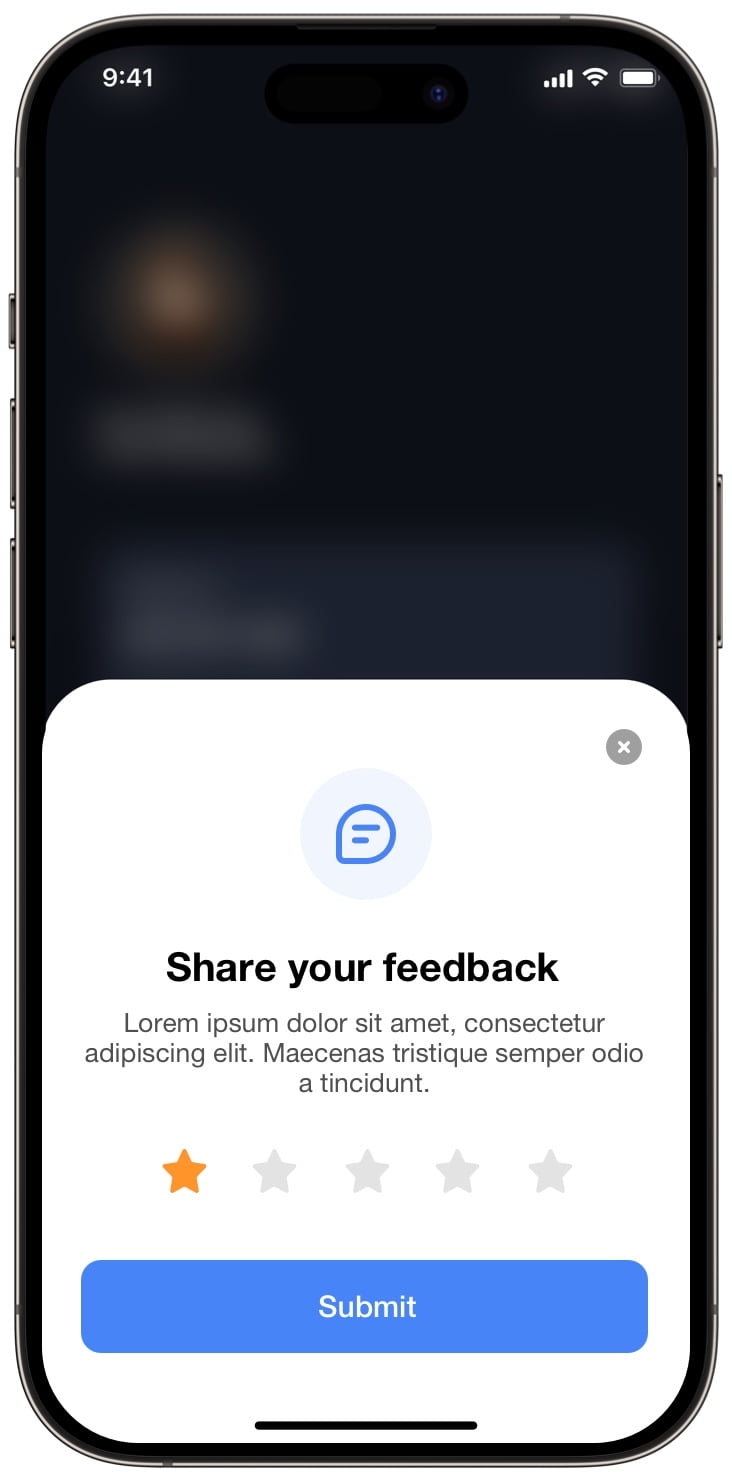 9:41
Share your feedback
Lorem ipsum dolor sit amet, consectetur
adipiscing elit. Maecenas tristique semper odio
a tincidunt.
Submit